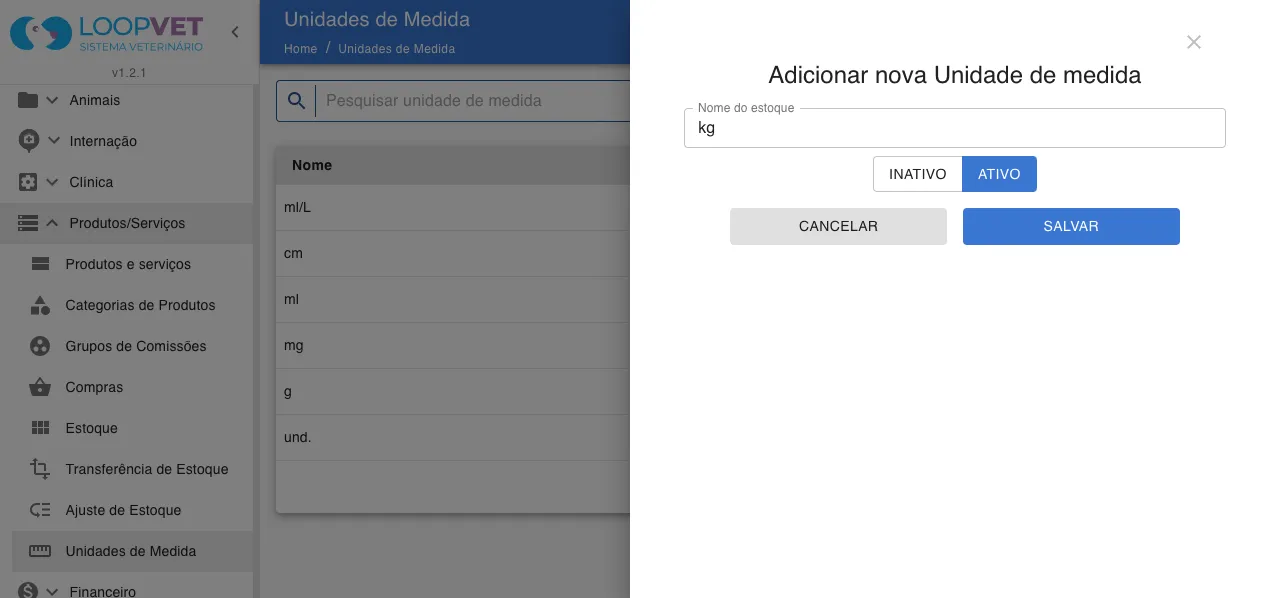 LOOPVET
SISTEMA VETERINÁRIO
v1.2.1
Animais
Internação
Clínica
Produtos/Serviços
Produtos e serviços
Categorias de Produtos
Grupos de Comissões
Compras
Estoque
Transferência de Estoque
Ajuste de Estoque
Unidades de Medida
Financeiro
Unidades de Medida
Home / Unidades de Medida
Pesquisar unidade de medida
Nome
ml/L
cm
ml
mg
g
und.
Adicionar nova Unidade de medida
Nome do estoque
kg
INATIVO ATIVO
CANCELAR SALVAR